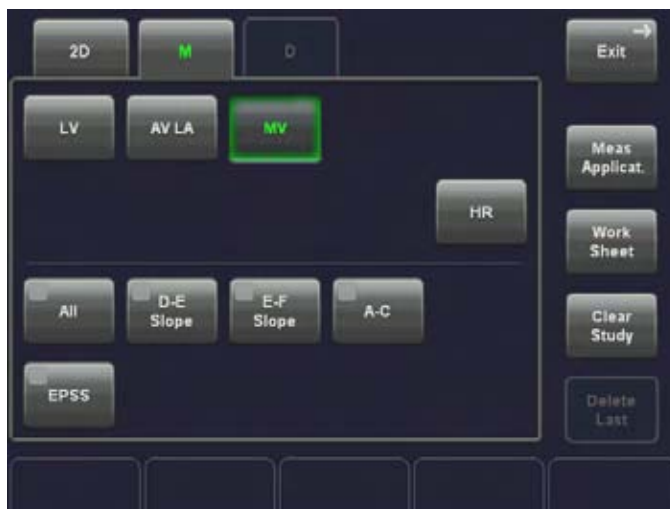 2D
M
D
Exit
LV
AV LA
MV
Meas
Applicat.
HR
Work
Sheet
All
D-E
Slope
E-F
Slope
A-C
Clear
Study
EPSS
Delete
Last